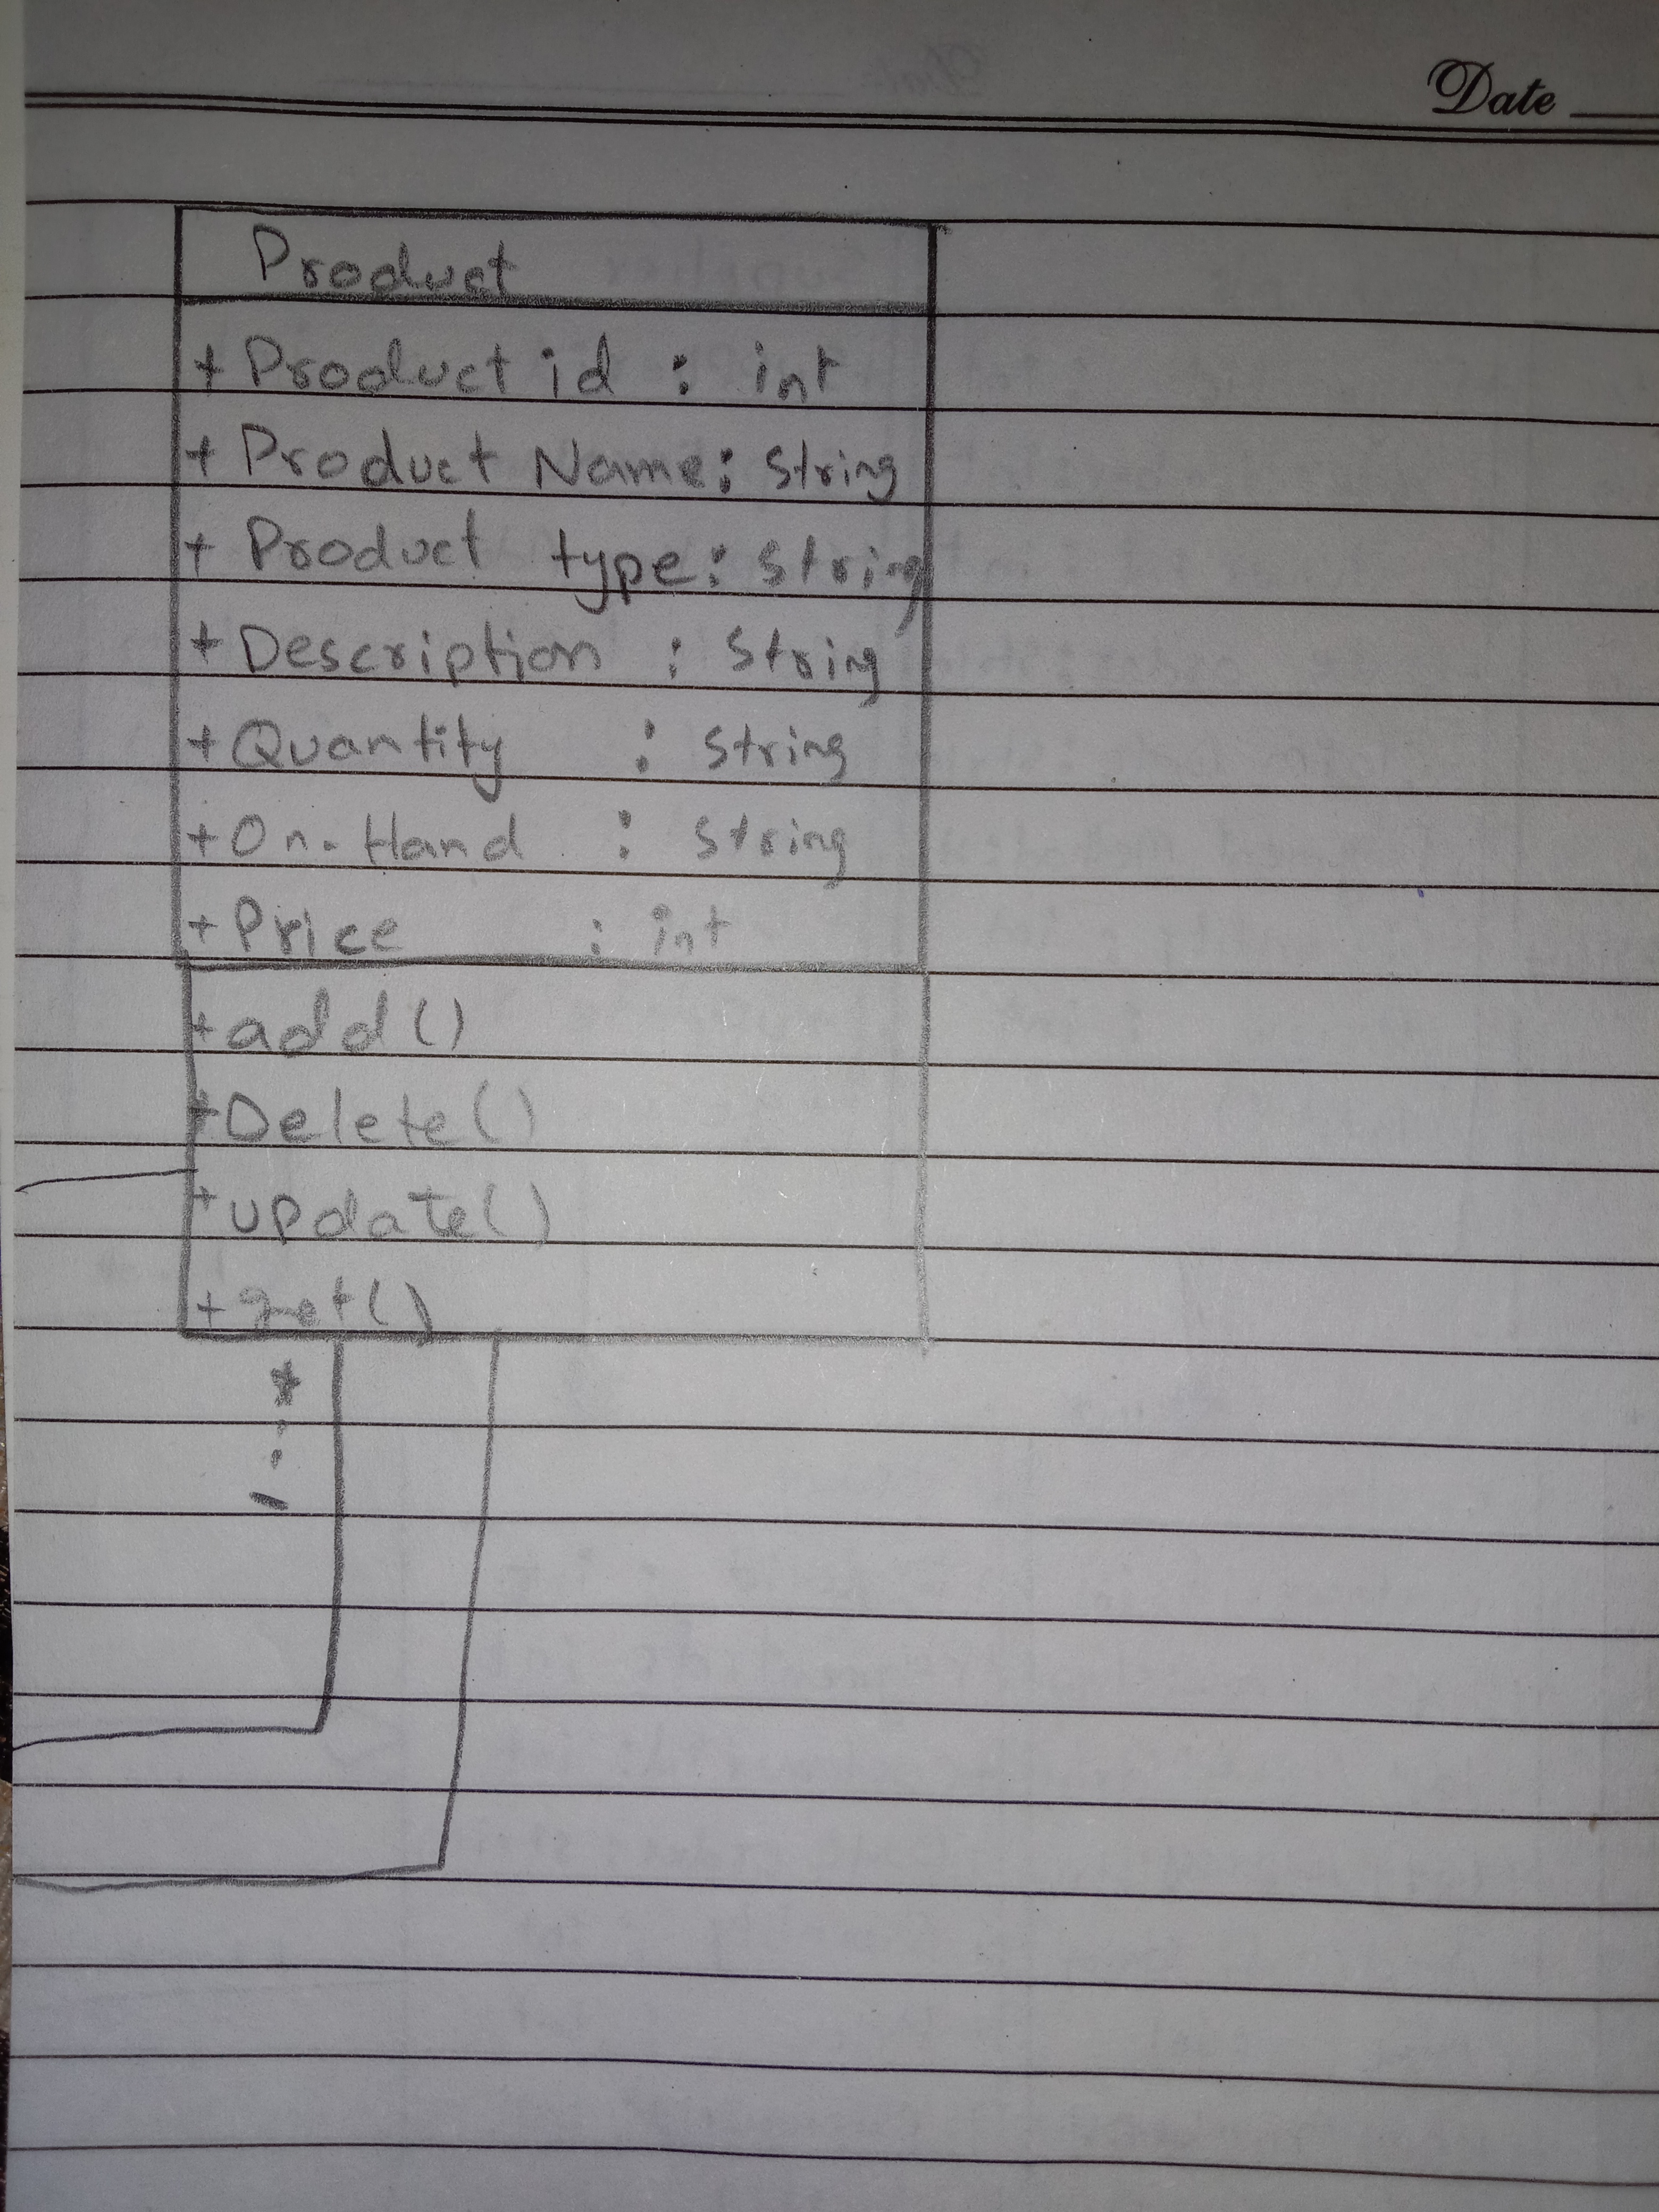 Date
Product
+ Product id : int
+ Product Name : String
+ Product type : String
+ Description : String
+ Quantity : String
+ On-Hand : String
+ Price : int
+ add()
+ Delete()
+ update()
+ get()
*
:
1